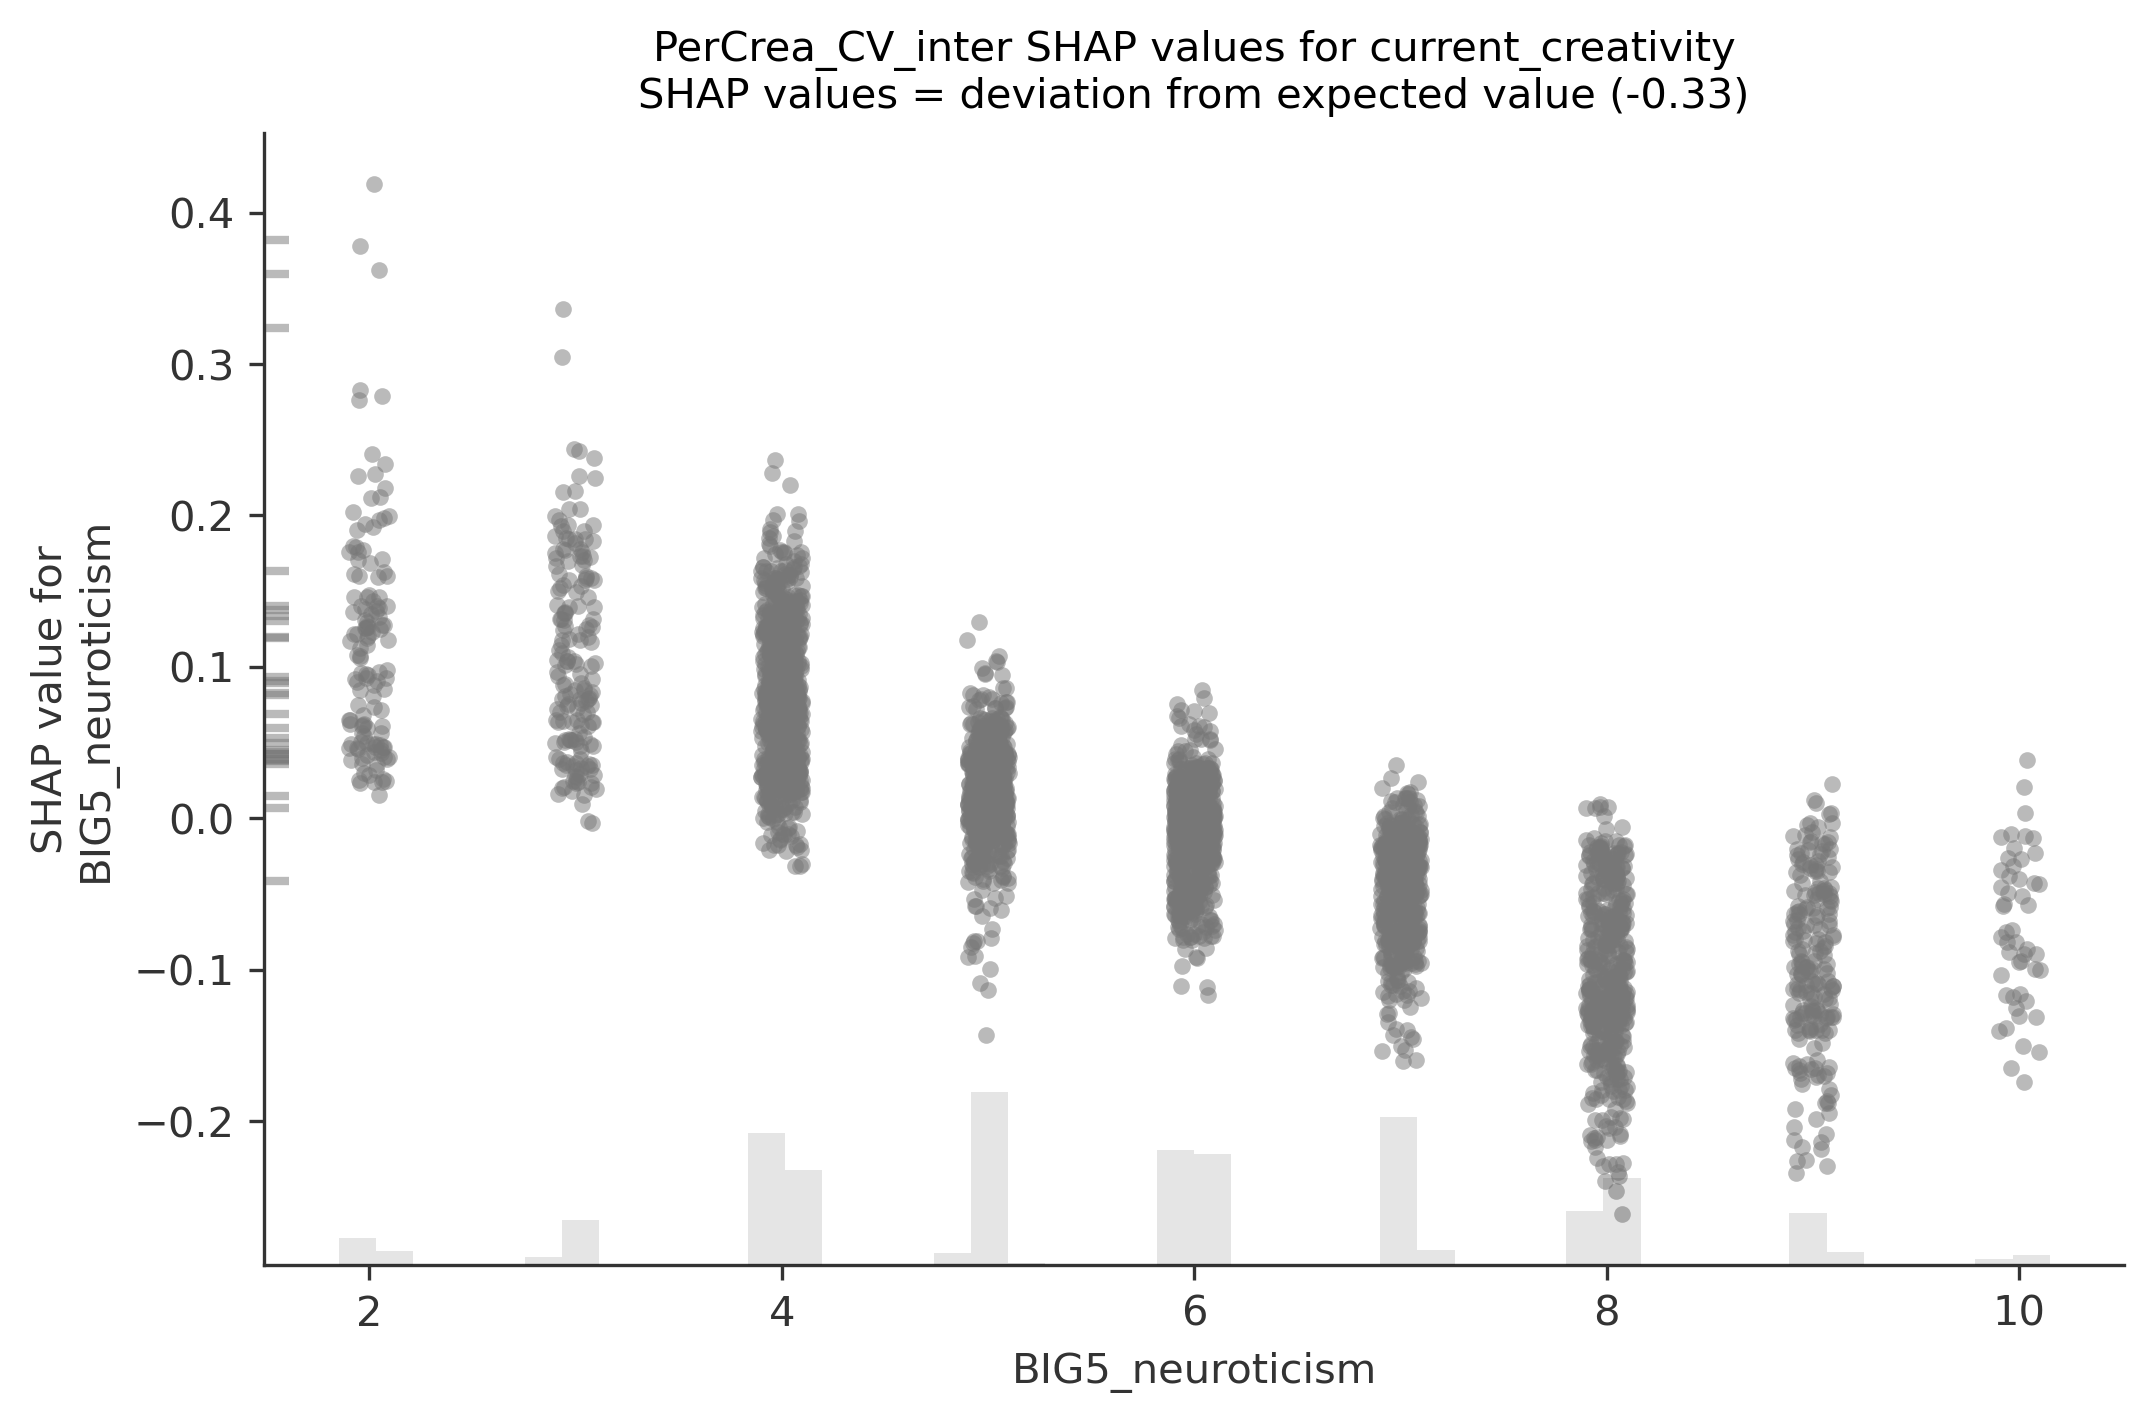 PerCrea_CV_inter SHAP values for current_creativity
SHAP values = deviation from expected value (-0.33)
SHAP value for
BIG5_neuroticism
0.4
0.3
0.2
0.1
0.0
−0.1
−0.2
2
4
6
8
10
BIG5_neuroticism